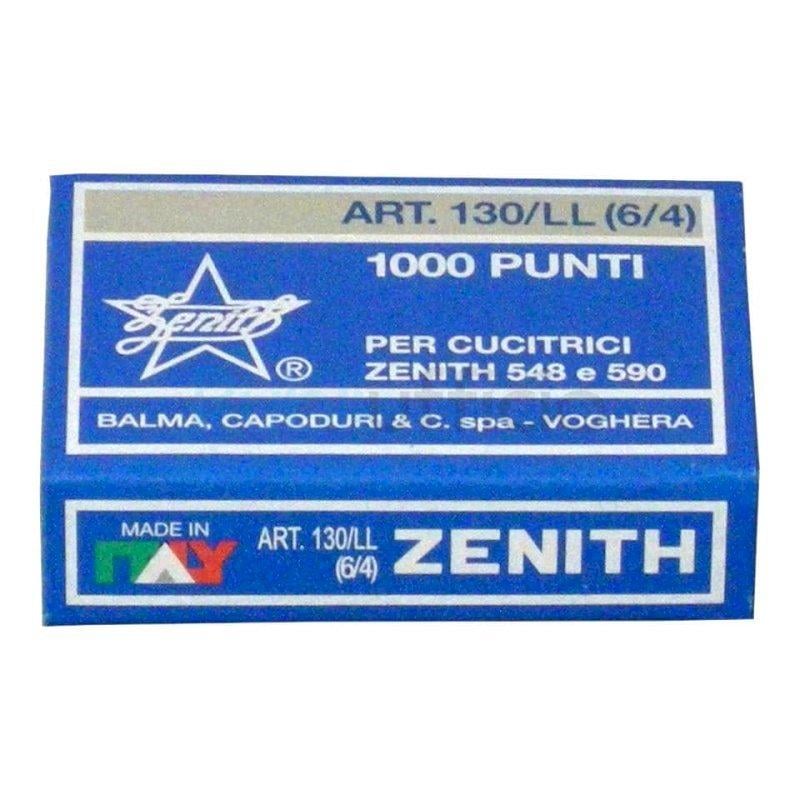 ART. 130/LL (6/4)
1000 PUNTI
Zenith
®
PER CUCITRICI
ZENITH 548 e 590
BALMA, CAPODURI & C. spa - VOGHERA
MADE IN
ITALY
ART. 130/LL
(6/4)
ZENITH